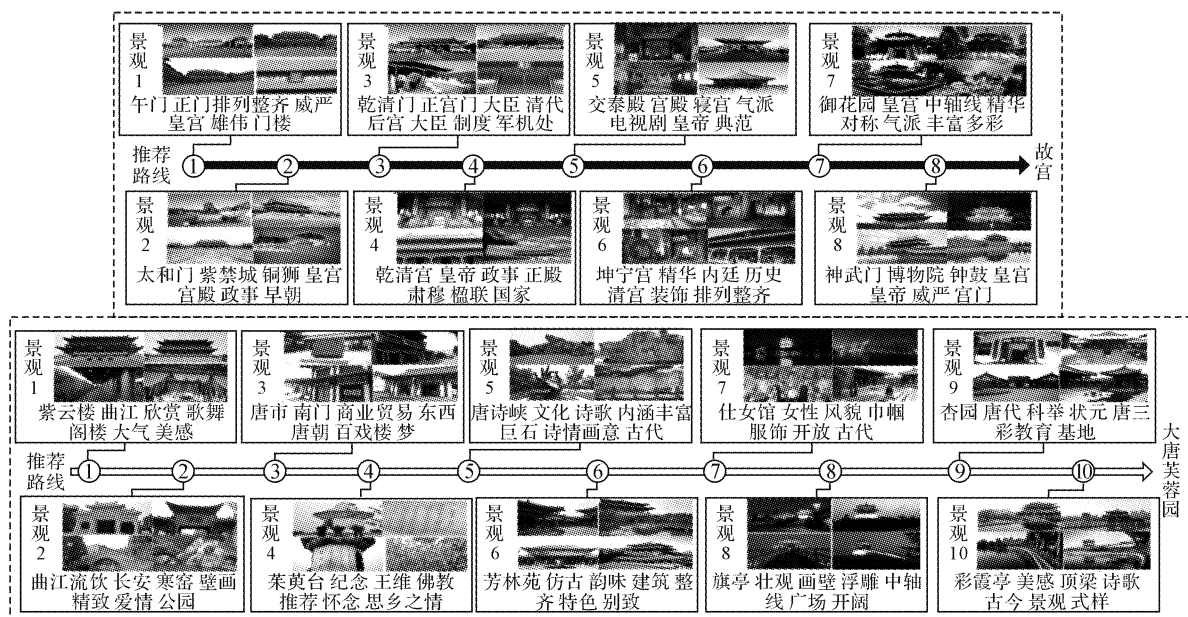 景观1
午门 正门排列整齐 威严
皇宫 雄伟 门楼
景观3
乾清门 正宫门 大臣 清代
后宫 大臣 制度 军机处
景观5
交泰殿 宫殿 寝宫 气派
电视剧 皇帝 典范
景观7
御花园 皇宫 中轴线 精华
对称 气派 丰富多彩
推荐
路线
① ② ③ ④ ⑤ ⑥ ⑦ ⑧
故宫
景观2
太和门 紫禁城 铜狮 皇宫
宫殿 政事 早朝
景观4
乾清宫 皇帝 政事 正殿
肃穆 楹联 国家
景观6
坤宁宫 精华 内廷 历史
清宫 装饰 排列整齐
景观8
神武门 博物院 钟鼓 皇宫
皇帝 威严 宫门
景观1
紫云楼 曲江 欣赏 歌舞
阁楼 大气 美感
景观3
唐市 南门 商业贸易 东西
唐朝 百戏楼 梦
景观5
唐诗峡 文化 诗歌 内涵丰富
巨石 诗情画意 古代
景观7
仕女馆 女性 风貌 巾帼
服饰 开放 古代
景观9
杏园 唐代 科举 状元 唐三
彩教育 基地
推荐
路线
① ② ③ ④ ⑤ ⑥ ⑦ ⑧ ⑨ ⑩
大唐芙蓉园
景观2
曲江流饮 长安 寒窑 壁画
精致 爱情 公园
景观4
茱萸台 纪念 王维 佛教
推荐 怀念 思乡之情
景观6
芳林苑 仿古 韵味 建筑 整
齐 特色 别致
景观8
旗亭 壮观 画壁 浮雕 中轴
线 广场 开阔
景观10
彩霞亭 美感 顶梁 诗歌
古今 景观 式样